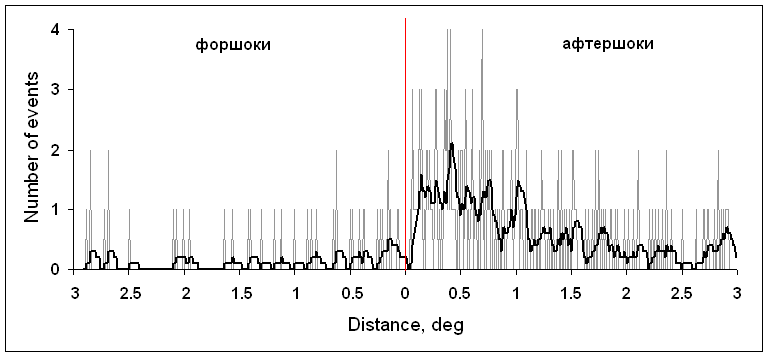 форшоки
афтершоки
Number of events
4
3
2
1
0
3 2.5 2 1.5 1 0.5 0 0.5 1 1.5 2 2.5 3
Distance, deg